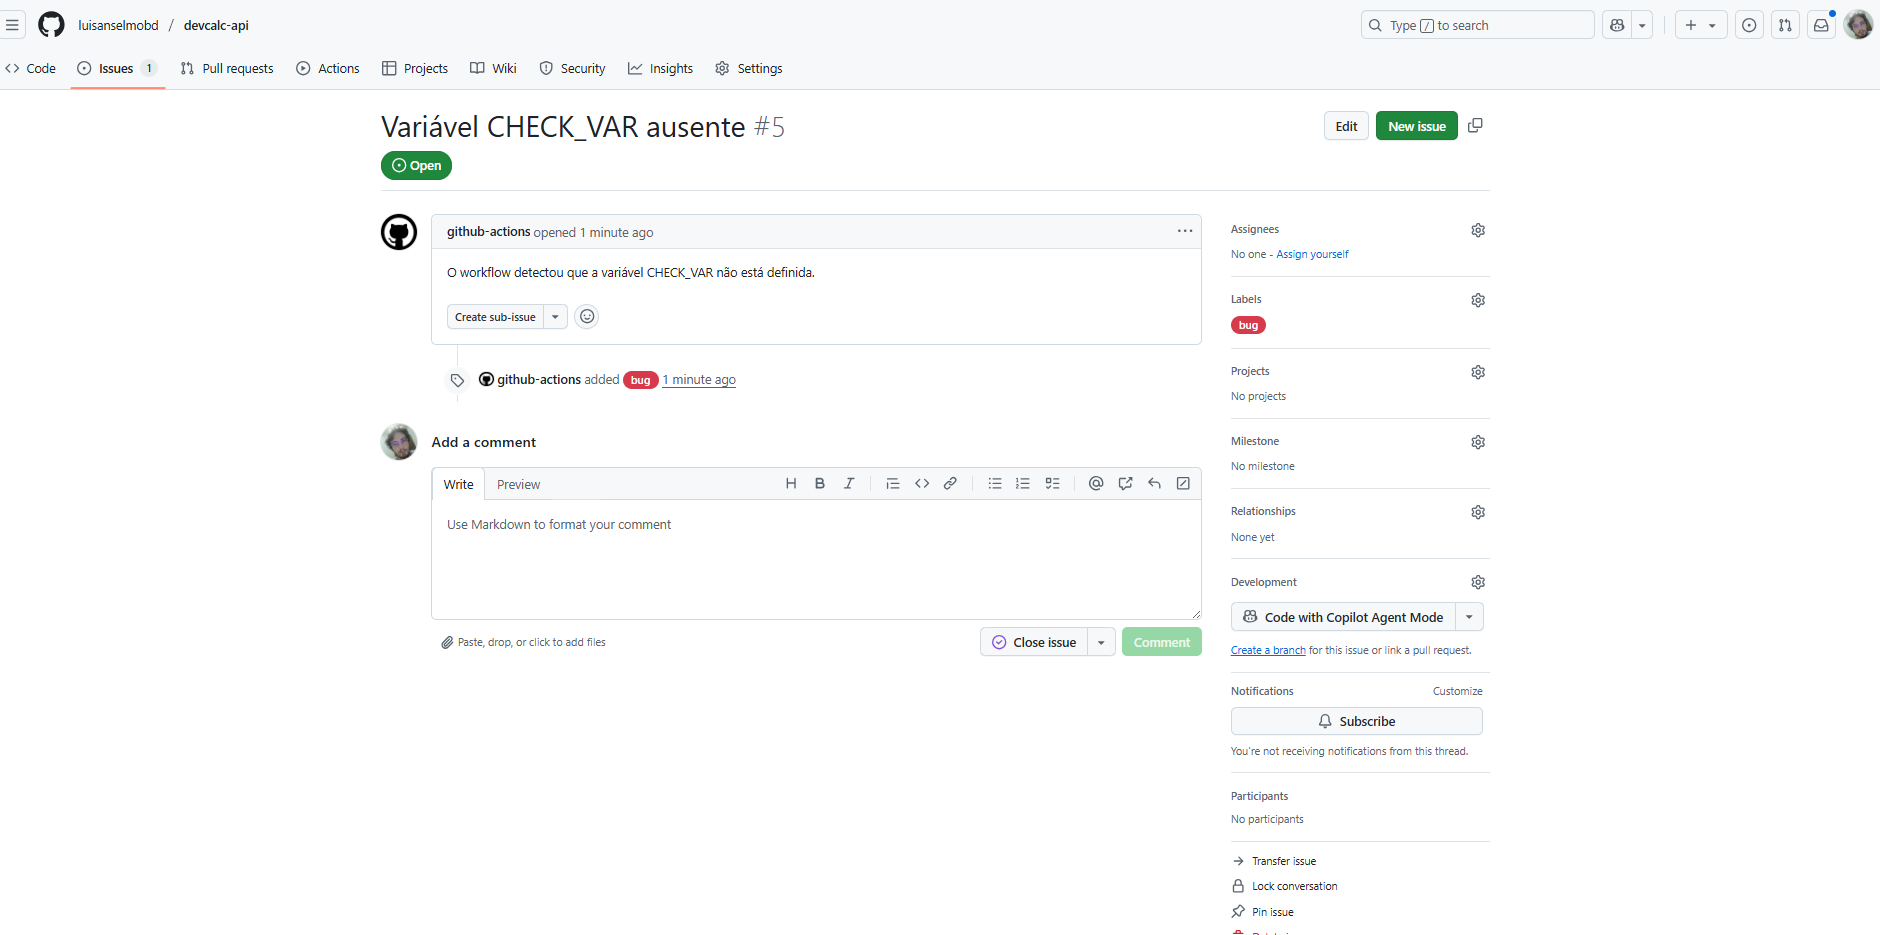 luisanselmobd / devcalc-api
Type / to search
Code
Issues 1
Pull requests
Actions
Projects
Wiki
Security
Insights
Settings
Variável CHECK_VAR ausente #5
Edit
New issue
Open
github-actions opened 1 minute ago
O workflow detectou que a variável CHECK_VAR não está definida.
Create sub-issue
github-actions added bug 1 minute ago
Add a comment
Write
Preview
Use Markdown to format your comment
Paste, drop, or click to add files
Close issue
Comment
Assignees
No one - Assign yourself
Labels
bug
Projects
No projects
Milestone
No milestone
Relationships
None yet
Development
Code with Copilot Agent Mode
Create a branch for this issue or link a pull request.
Notifications
Customize
Subscribe
You're not receiving notifications from this thread.
Participants
No participants
Transfer issue
Lock conversation
Pin issue